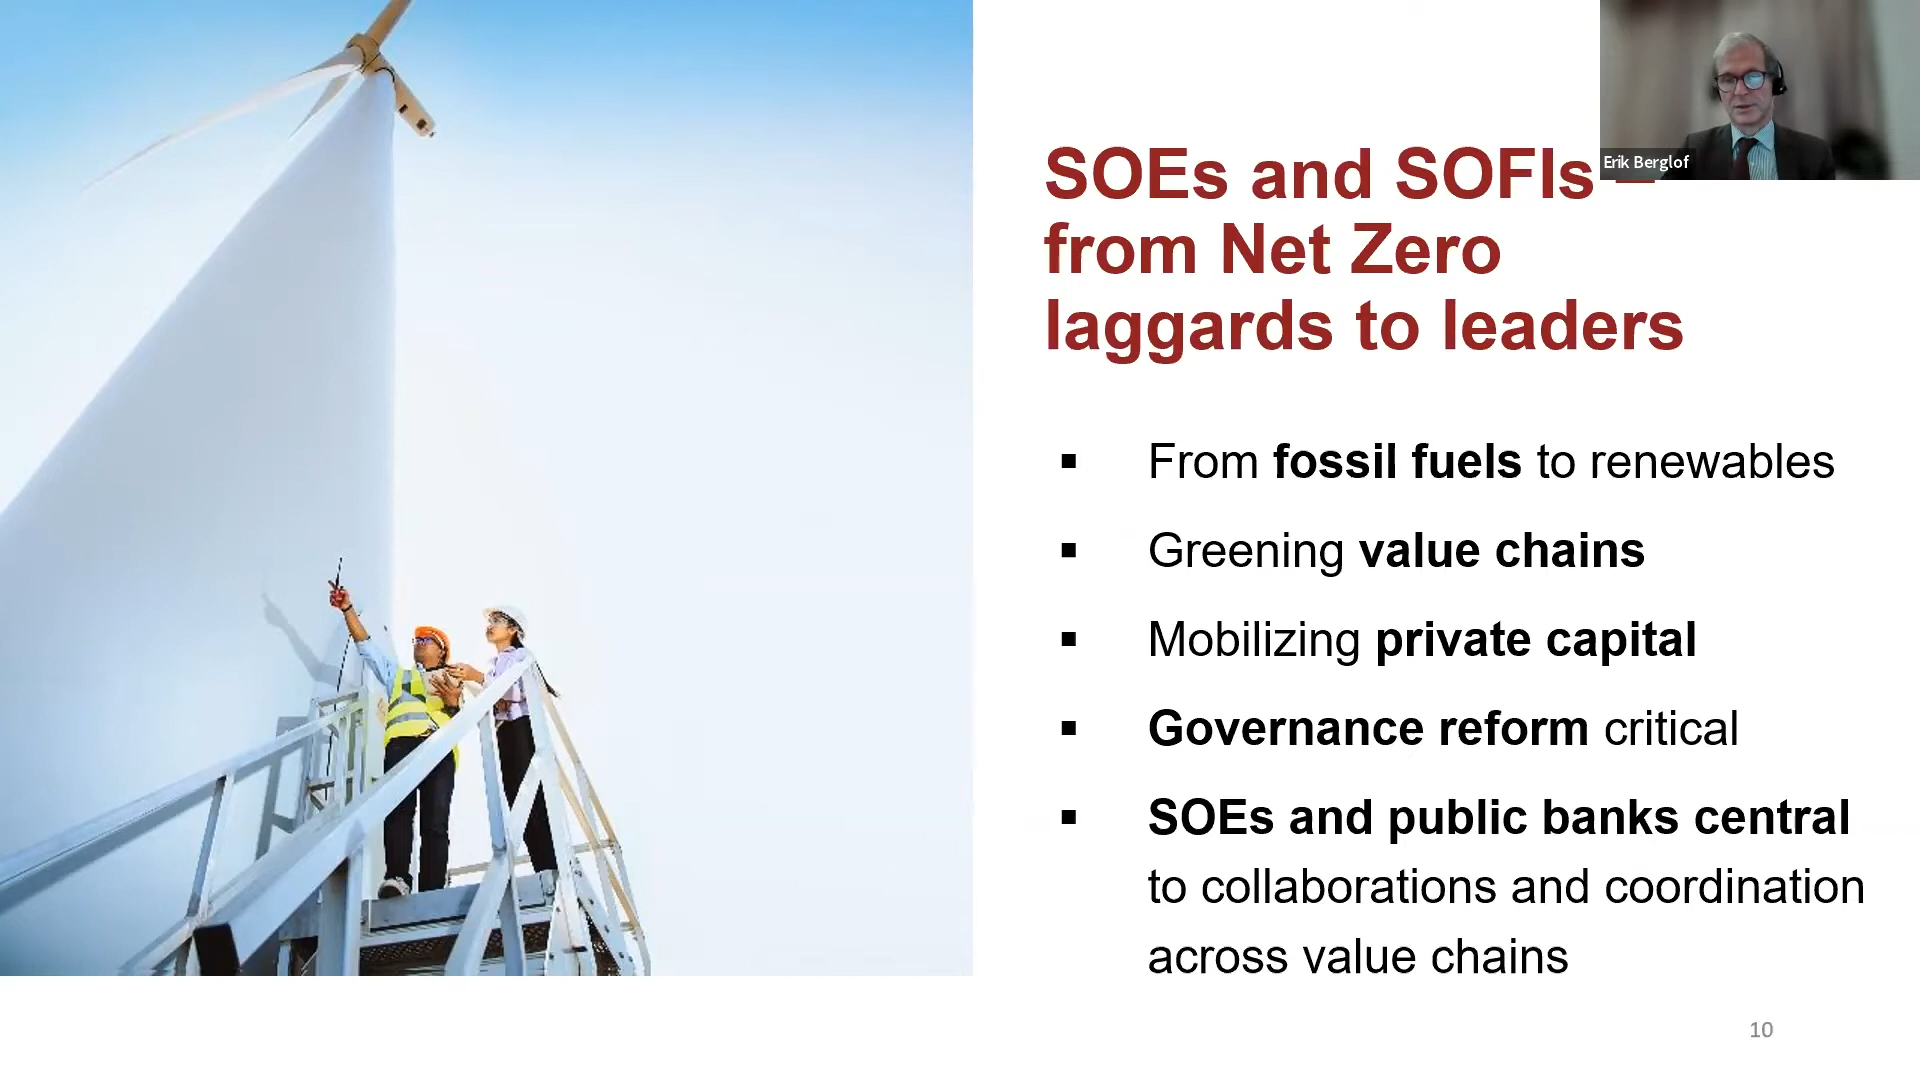 SOEs and SOFIs –
from Net Zero
laggards to leaders
Erik Berglof
▪ From fossil fuels to renewables
▪ Greening value chains
▪ Mobilizing private capital
▪ Governance reform critical
▪ SOEs and public banks central
to collaborations and coordination
across value chains
10